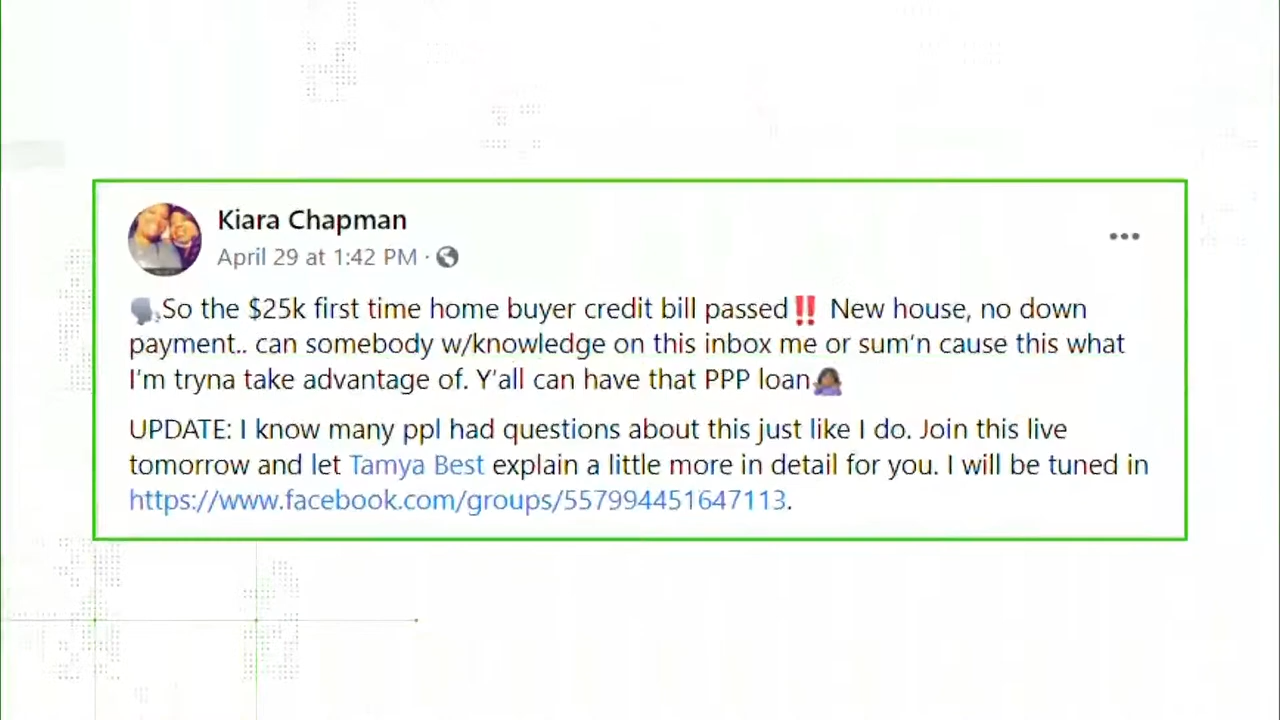 Kiara Chapman
April 29 at 1:42 PM ·
🗣️So the $25k first time home buyer credit bill passed‼️ New house, no down
payment.. can somebody w/knowledge on this inbox me or sum'n cause this what
I'm tryna take advantage of. Y'all can have that PPP loan🙇🏾‍♀️
UPDATE: I know many ppl had questions about this just like I do. Join this live
tomorrow and let Tamya Best explain a little more in detail for you. I will be tuned in
https://www.facebook.com/groups/557994451647113.